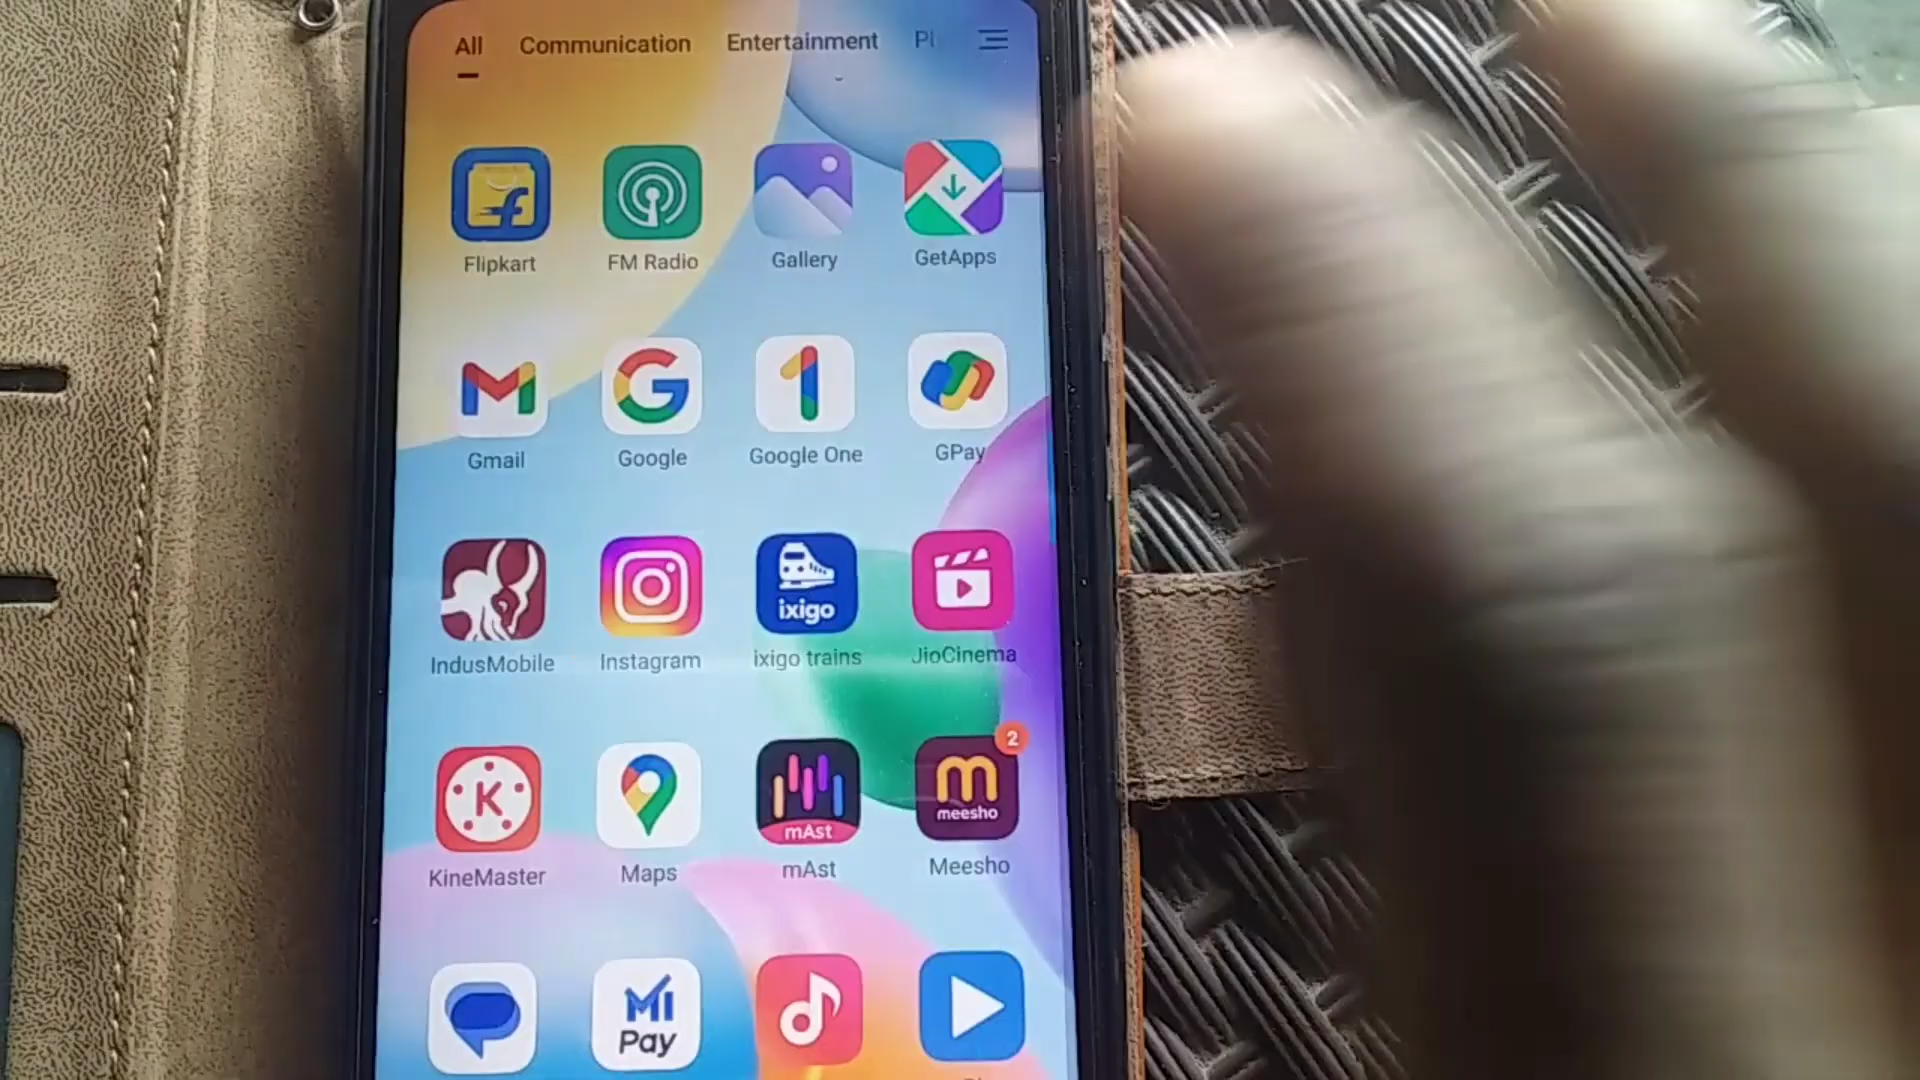 All Communication Entertainment Pl
Flipkart FM Radio Gallery GetApps
Gmail Google Google One GPay
ixigo
IndusMobile Instagram ixigo trains JioCinema
2
K mAst meesho
KineMaster Maps mAst Meesho
Mi Pay